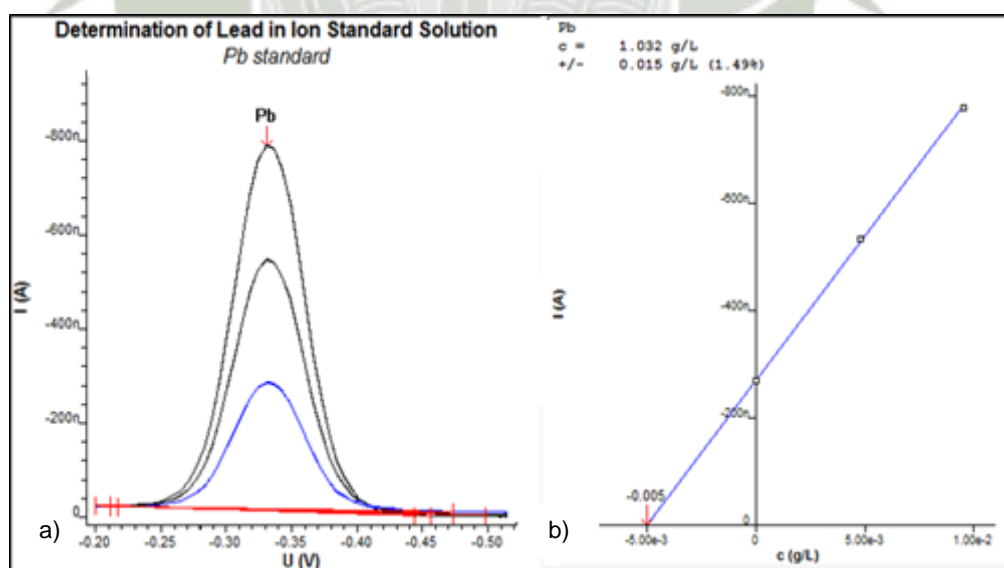 Determination of Lead in Ion Standard Solution
Pb standard
Pb
-800n
-600n
-400n
-200n
0
I (A)
-0.20 -0.25 -0.30 -0.35 -0.40 -0.45 -0.50
U (V)
a)
Pb
c = 1.032 g/L
+/- 0.015 g/L (1.49%)
-800n
-600n
-400n
-200n
0
I (A)
-0.005
-5.00e-3 0 5.00e-3 1.00e-2
c (g/L)
b)